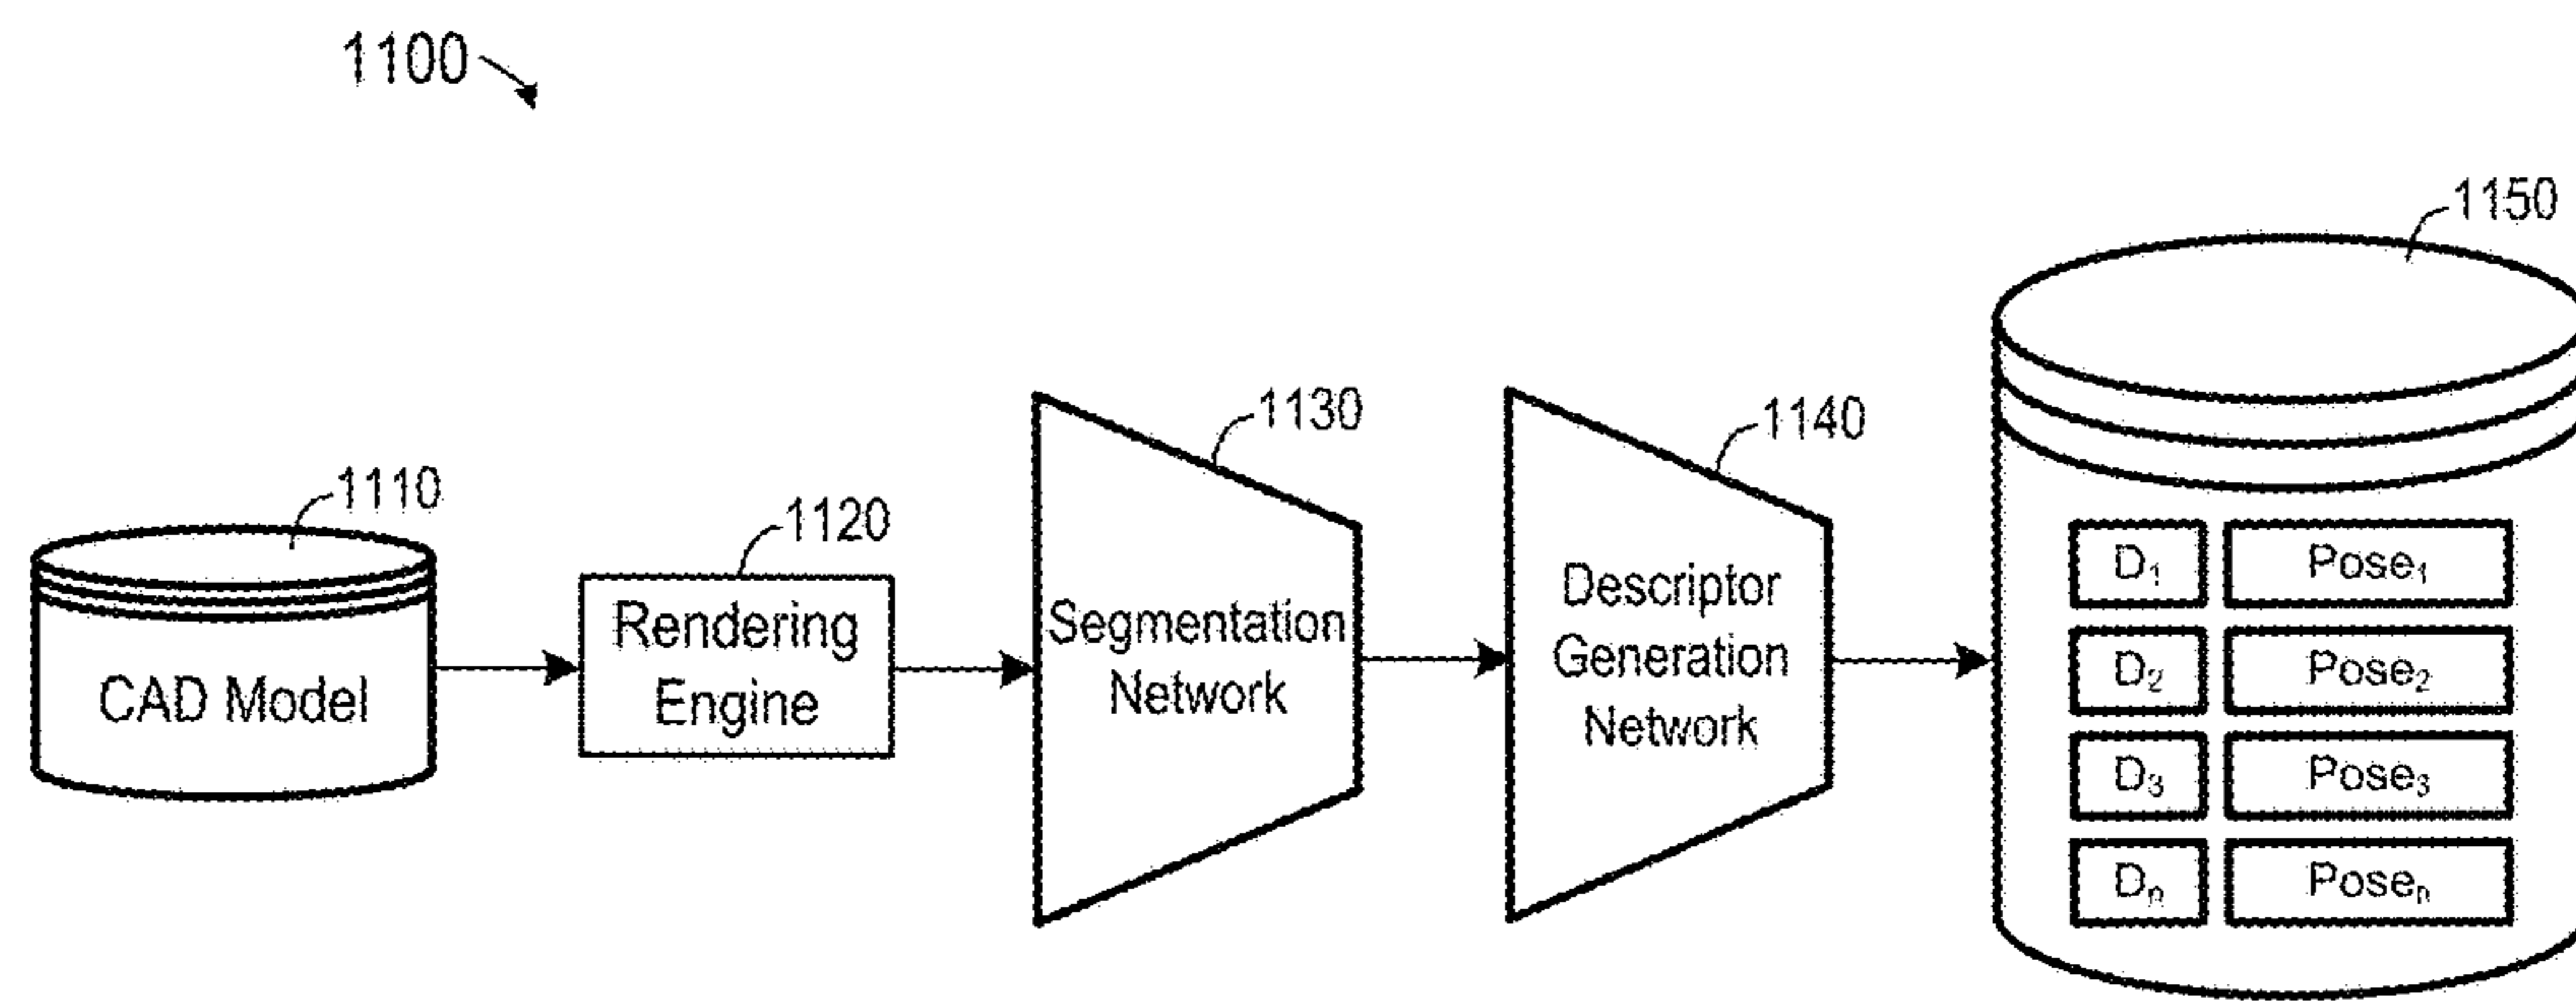 1100
1150
1130
1140
1110
1120
CAD Model
Rendering
Engine
Segmentation
Network
Descriptor
Generation
Network
D₁ Pose₁
D₂ Pose₂
D₃ Pose₃
Dₙ Poseₙ